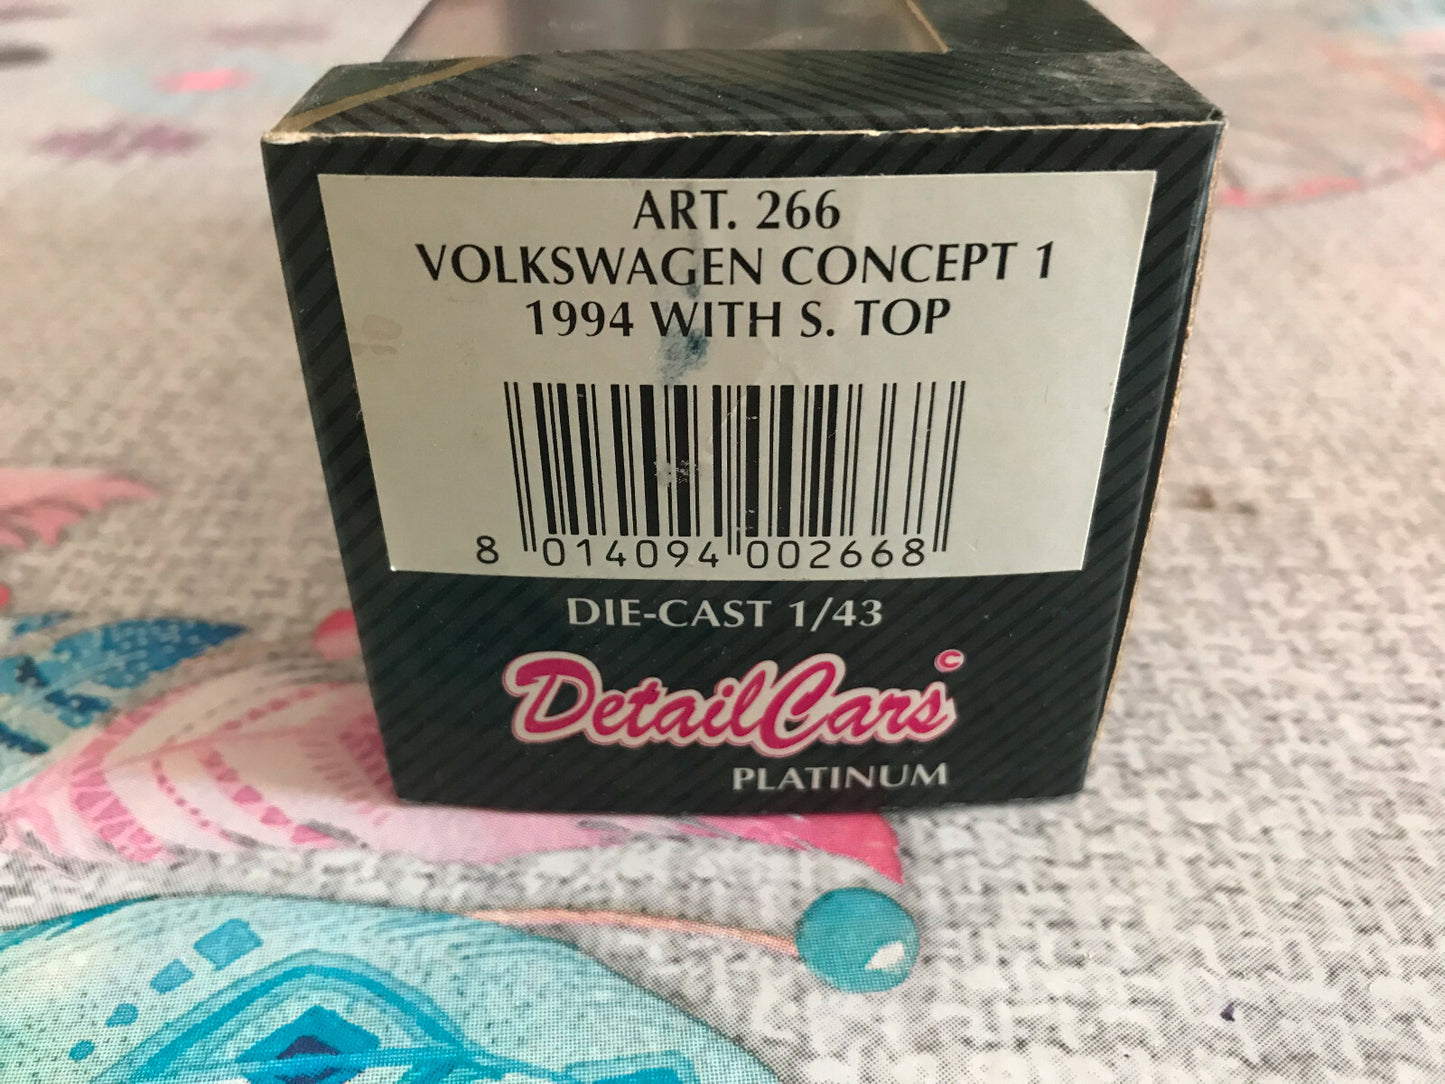 ART. 266
VOLKSWAGEN CONCEPT 1
1994 WITH S. TOP
8 014094 002668
DIE-CAST 1/43
DetailCars©
PLATINUM